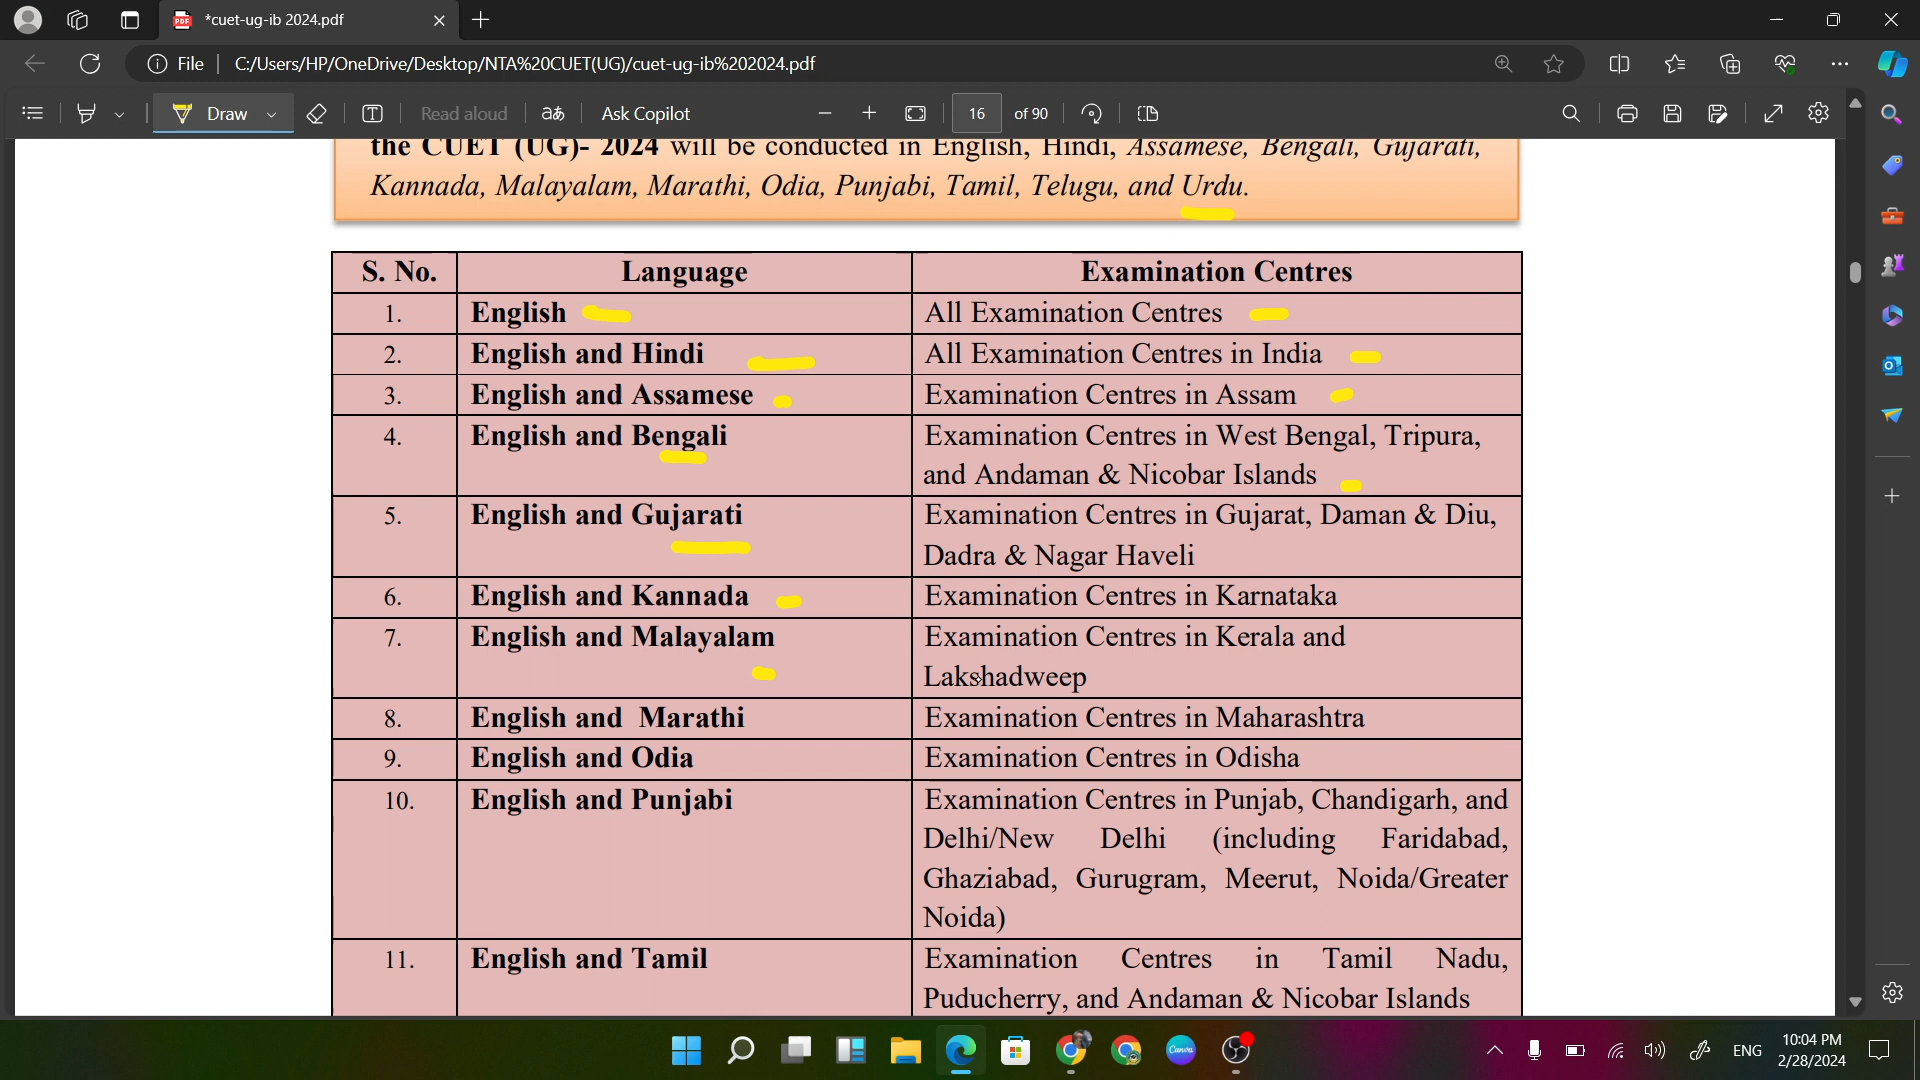 *cuet-ug-ib 2024.pdf
File
C:/Users/HP/OneDrive/Desktop/NTA%20CUET(UG)/cuet-ug-ib%202024.pdf
Draw
Read aloud
aあ
Ask Copilot
16
of 90
the CUET (UG)- 2024 will be conducted in English, Hindi, Assamese, Bengali, Gujarati,
Kannada, Malayalam, Marathi, Odia, Punjabi, Tamil, Telugu, and Urdu.
S. No. Language Examination Centres
1. English All Examination Centres
2. English and Hindi All Examination Centres in India
3. English and Assamese Examination Centres in Assam
4. English and Bengali Examination Centres in West Bengal, Tripura,
and Andaman & Nicobar Islands
5. English and Gujarati Examination Centres in Gujarat, Daman & Diu,
Dadra & Nagar Haveli
6. English and Kannada Examination Centres in Karnataka
7. English and Malayalam Examination Centres in Kerala and
Lakshadweep
8. English and Marathi Examination Centres in Maharashtra
9. English and Odia Examination Centres in Odisha
10. English and Punjabi Examination Centres in Punjab, Chandigarh, and
Delhi/New Delhi (including Faridabad,
Ghaziabad, Gurugram, Meerut, Noida/Greater
Noida)
11. English and Tamil Examination Centres in Tamil Nadu,
Puducherry, and Andaman & Nicobar Islands
Canva
ENG
10:04 PM
2/28/2024